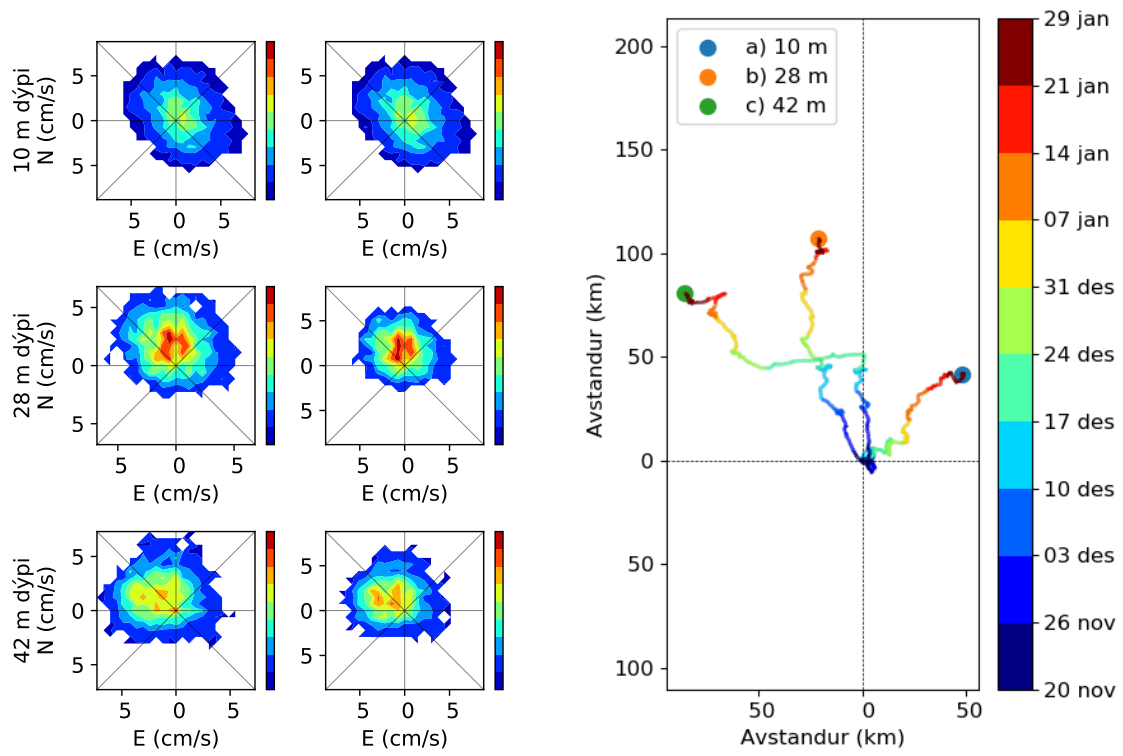 10 m dýpi
N (cm/s)
5
0
5
5 0 5
E (cm/s)
5 0 5
E (cm/s)
28 m dýpi
N (cm/s)
5
0
5
5 0 5
E (cm/s)
5
0
5
5 0 5
E (cm/s)
42 m dýpi
N (cm/s)
5
0
5
5 0 5
E (cm/s)
5
0
5
5 0 5
E (cm/s)
a) 10 m
b) 28 m
c) 42 m
Avstandur (km)
200
150
100
50
0
50
100
50 0 50
Avstandur (km)
29 jan
21 jan
14 jan
07 jan
31 des
24 des
17 des
10 des
03 des
26 nov
20 nov